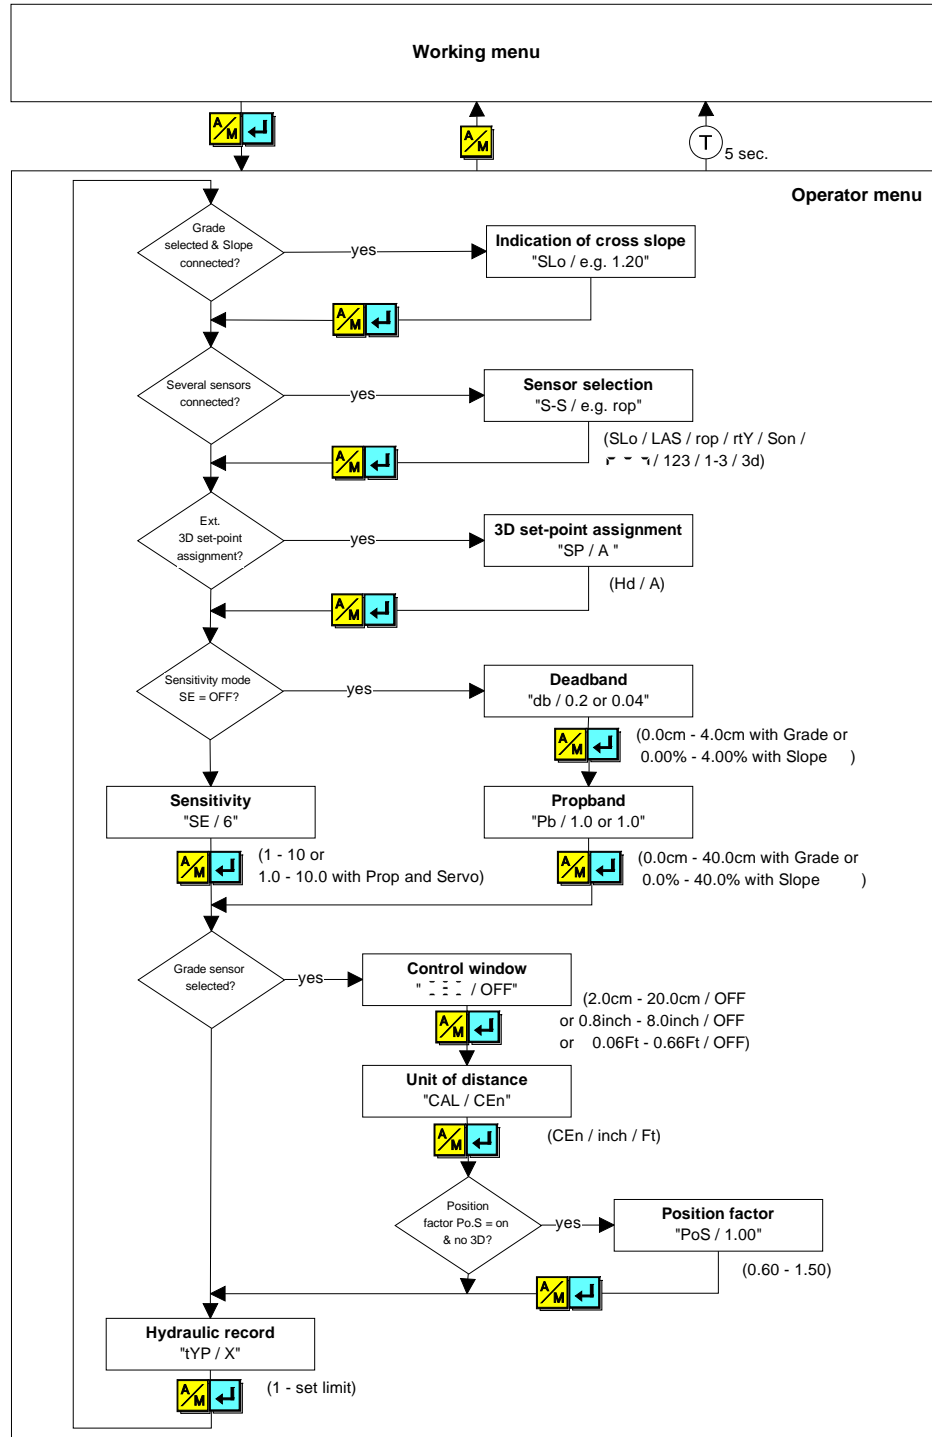 Working menu
A/M
A/M
T
5 sec.
Operator menu
Grade
selected & Slope
connected?
yes
Indication of cross slope
"SLo / e.g. 1.20"
A/M
Several sensors
connected?
yes
Sensor selection
"S-S / e.g. rop"
A/M
(SLo / LAS / rop / rtY / Son /
/ 123 / 1-3 / 3d)
Ext.
3D set-point
assignment?
yes
3D set-point assignment
"SP / A "
A/M
(Hd / A)
Sensitivity mode
SE = OFF?
yes
Deadband
"db / 0.2 or 0.04"
A/M
(0.0cm - 4.0cm with Grade or
0.00% - 4.00% with Slope )
Sensitivity
"SE / 6"
Propband
"Pb / 1.0 or 1.0"
A/M
(1 - 10 or
1.0 - 10.0 with Prop and Servo)
A/M
(0.0cm - 40.0cm with Grade or
0.0% - 40.0% with Slope )
Grade sensor
selected?
yes
Control window
" / OFF"
A/M
(2.0cm - 20.0cm / OFF
or 0.8inch - 8.0inch / OFF
or 0.06Ft - 0.66Ft / OFF)
Unit of distance
"CAL / CEn"
A/M
(CEn / inch / Ft)
Position
factor Po.S = on
& no 3D?
yes
Position factor
"PoS / 1.00"
A/M
(0.60 - 1.50)
Hydraulic record
"tYP / X"
A/M
(1 - set limit)